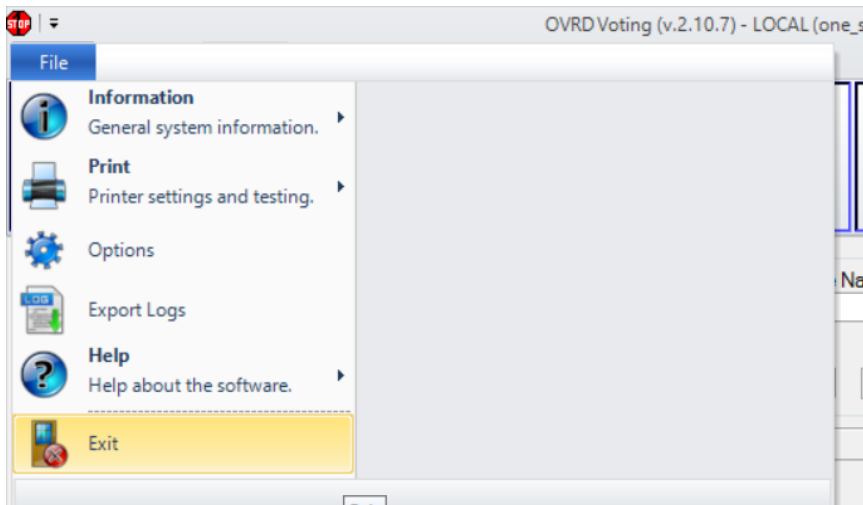 STOP
OVRD Voting (v.2.10.7) - LOCAL (one_s
File
Information
General system information.
Print
Printer settings and testing.
e Na
Options
LOG
Export Logs
Help
Help about the software.
Exit